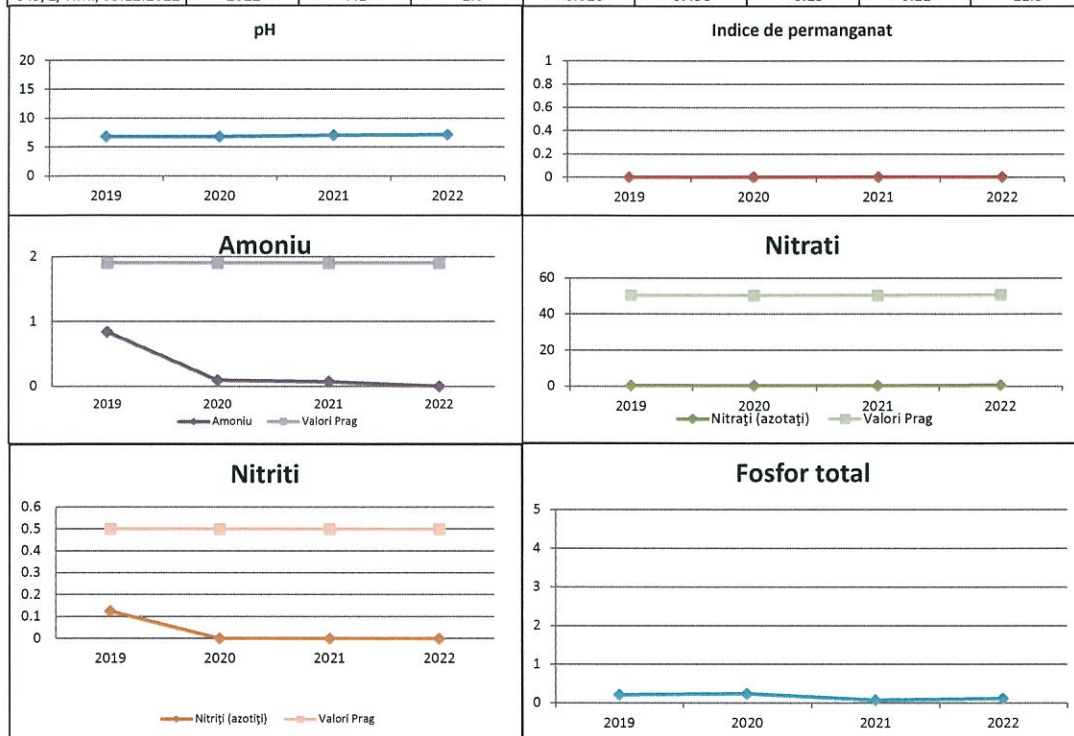 pH
20
15
10
5
0
2019 2020 2021 2022
Indice de permanganat
1
0.8
0.6
0.4
0.2
0
2019 2020 2021 2022
Amoniu
2
1
0
2019 2020 2021 2022
Amoniu Valori Prag
Nitrati
60
40
20
0
2019 2020 2021 2022
Nitrați (azotați) Valori Prag
Nitriti
0.6
0.5
0.4
0.3
0.2
0.1
0
2019 2020 2021 2022
Nitriți (azotiți) Valori Prag
Fosfor total
5
4
3
2
1
0
2019 2020 2021 2022